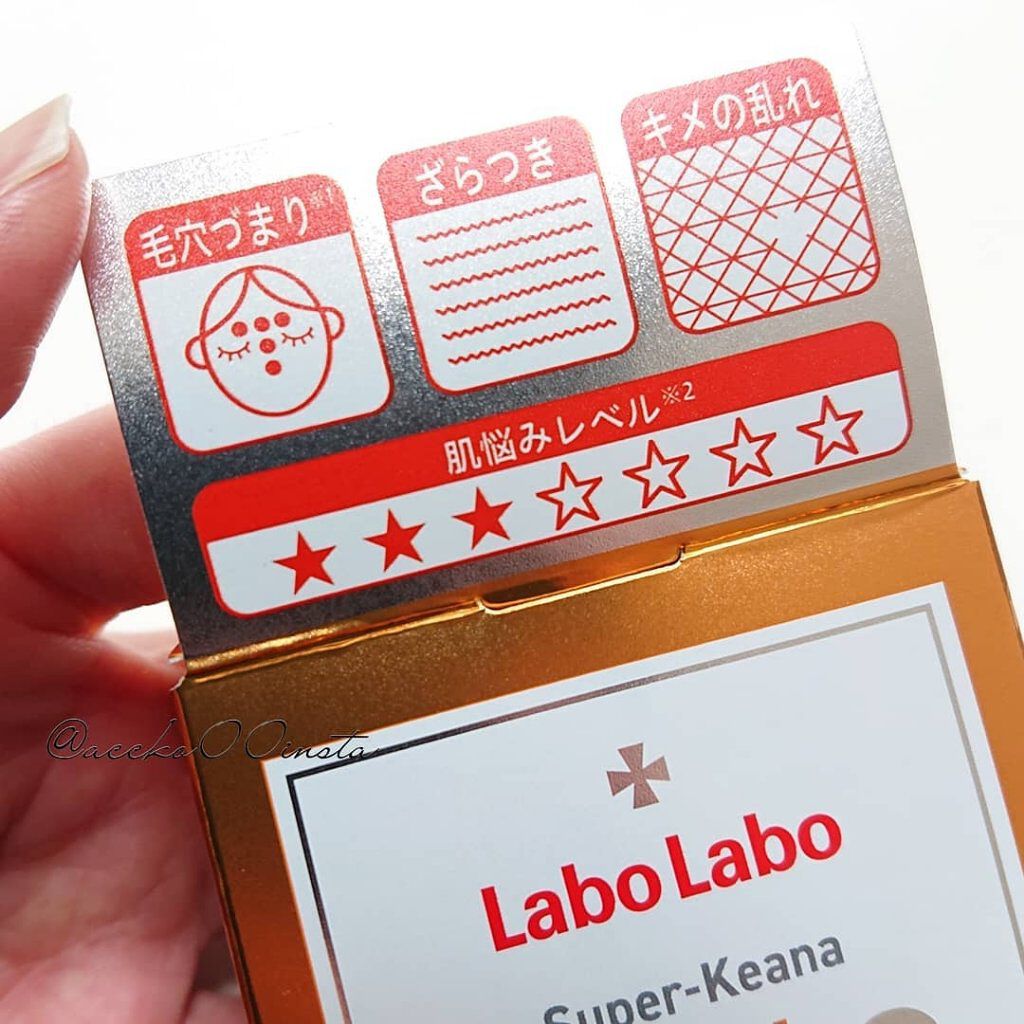 毛穴づまり※1
ざらつき
キメの乱れ
肌悩みレベル※2
★★★☆☆☆☆
@aceko00insta
Labo Labo
Super-Keana